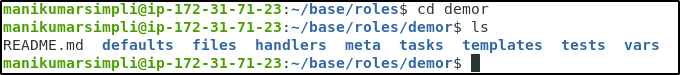 manikumarsimpli@ip-172-31-71-23:~/base/roles$ cd demor
manikumarsimpli@ip-172-31-71-23:~/base/roles/demor$ ls
README.md  defaults  files  handlers  meta  tasks  templates  tests  vars
manikumarsimpli@ip-172-31-71-23:~/base/roles/demor$